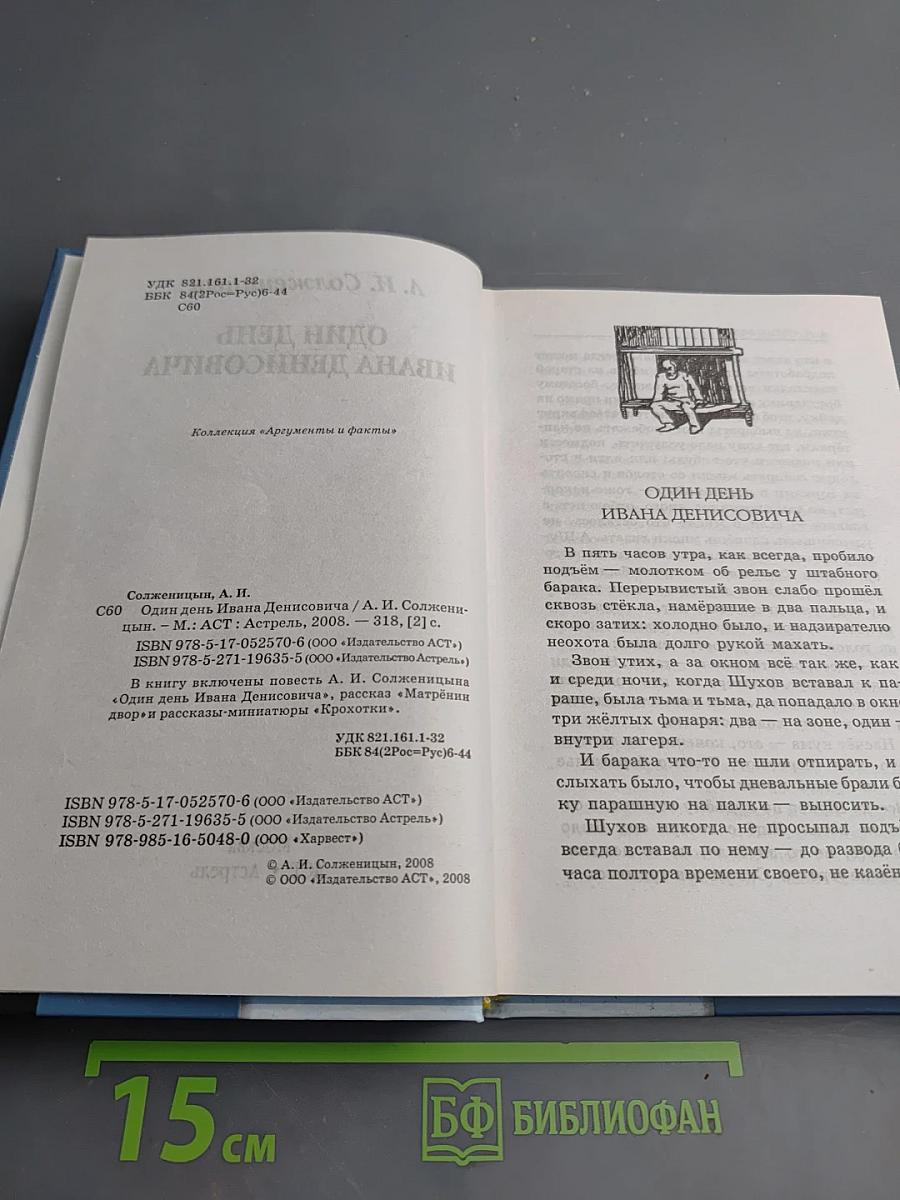 УДК 821.161.1-32
ББК 84(2Рос=Рус)6-44
С60
Коллекция «Аргументы и факты»
Солженицын, А. И.
С60 Один день Ивана Денисовича / А. И. Солжени-
цын. – М.: АСТ : Астрель, 2008. — 318, [2] с.
ISBN 978-5-17-052570-6 (ООО «Издательство АСТ»)
ISBN 978-5-271-19635-5 (ООО «Издательство Астрель»)
В книгу включены повесть А. И. Солженицына
«Один день Ивана Денисовича», рассказ «Матрёнин
двор» и рассказы-миниатюры «Крохотки».
УДК 821.161.1-32
ББК 84(2Рос=Рус)6-44
ISBN 978-5-17-052570-6 (ООО «Издательство АСТ»)
ISBN 978-5-271-19635-5 (ООО «Издательство Астрель»)
ISBN 978-985-16-5048-0 (ООО «Харвест»)
© А. И. Солженицын, 2008
© ООО «Издательство АСТ», 2008
ОДИН ДЕНЬ
ИВАНА ДЕНИСОВИЧА
В пять часов утра, как всегда, пробило
подъём — молотком об рельс у штабного
барака. Перерывистый звон слабо прошёл
сквозь стёкла, намёрзшие в два пальца, и
скоро затих: холодно было, и надзирателю
неохота была долго рукой махать.
Звон утих, а за окном всё так же, как
и среди ночи, когда Шухов вставал к па-
раше, была тьма и тьма, да попадало в окно
три жёлтых фонаря: два — на зоне, один —
внутри лагеря.
И барака что-то не шли отпирать, и
слыхать было, чтобы дневальные брали б
ку парашную на палки — выносить.
Шухов никогда не просыпал подъ
всегда вставал по нему — до развода б
часа полтора времени своего, не казён
15 см
БФ БИБЛИОФАН